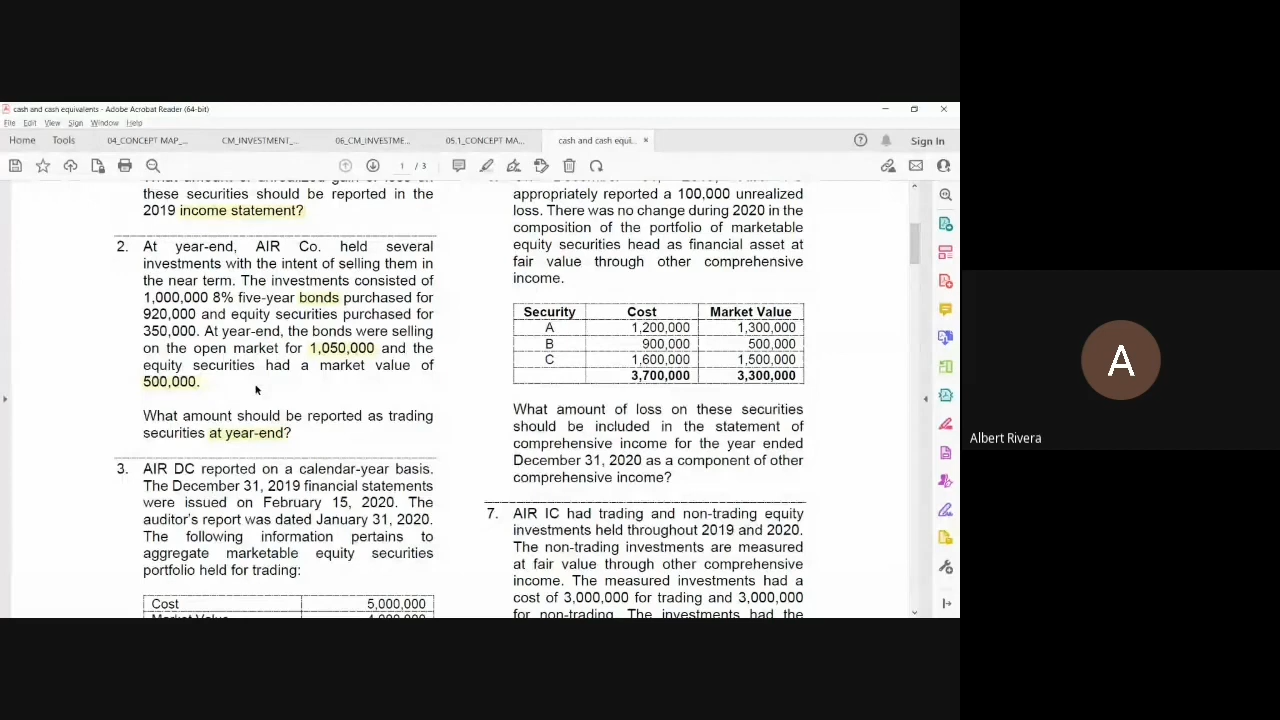 cash and cash equivalents - Adobe Acrobat Reader (64-bit)
File Edit View Sign Window Help
Home Tools 04_CONCEPT MAP_... CM_INVESTMENT_... 06_CM_INVESTME... 05.1_CONCEPT MA... cash and cash equi... × Sign In
1 / 3
these securities should be reported in the
2019 income statement?
2. At year-end, AIR Co. held several
investments with the intent of selling them in
the near term. The investments consisted of
1,000,000 8% five-year bonds purchased for
920,000 and equity securities purchased for
350,000. At year-end, the bonds were selling
on the open market for 1,050,000 and the
equity securities had a market value of
500,000.
What amount should be reported as trading
securities at year-end?
3. AIR DC reported on a calendar-year basis.
The December 31, 2019 financial statements
were issued on February 15, 2020. The
auditor's report was dated January 31, 2020.
The following information pertains to
aggregate marketable equity securities
portfolio held for trading:
Cost 5,000,000
appropriately reported a 100,000 unrealized
loss. There was no change during 2020 in the
composition of the portfolio of marketable
equity securities head as financial asset at
fair value through other comprehensive
income.
Security Cost Market Value
A 1,200,000 1,300,000
B 900,000 500,000
C 1,600,000 1,500,000
3,700,000 3,300,000
What amount of loss on these securities
should be included in the statement of
comprehensive income for the year ended
December 31, 2020 as a component of other
comprehensive income?
7. AIR IC had trading and non-trading equity
investments held throughout 2019 and 2020.
The non-trading investments are measured
at fair value through other comprehensive
income. The measured investments had a
cost of 3,000,000 for trading and 3,000,000
for non-trading. The investments had the
A
Albert Rivera